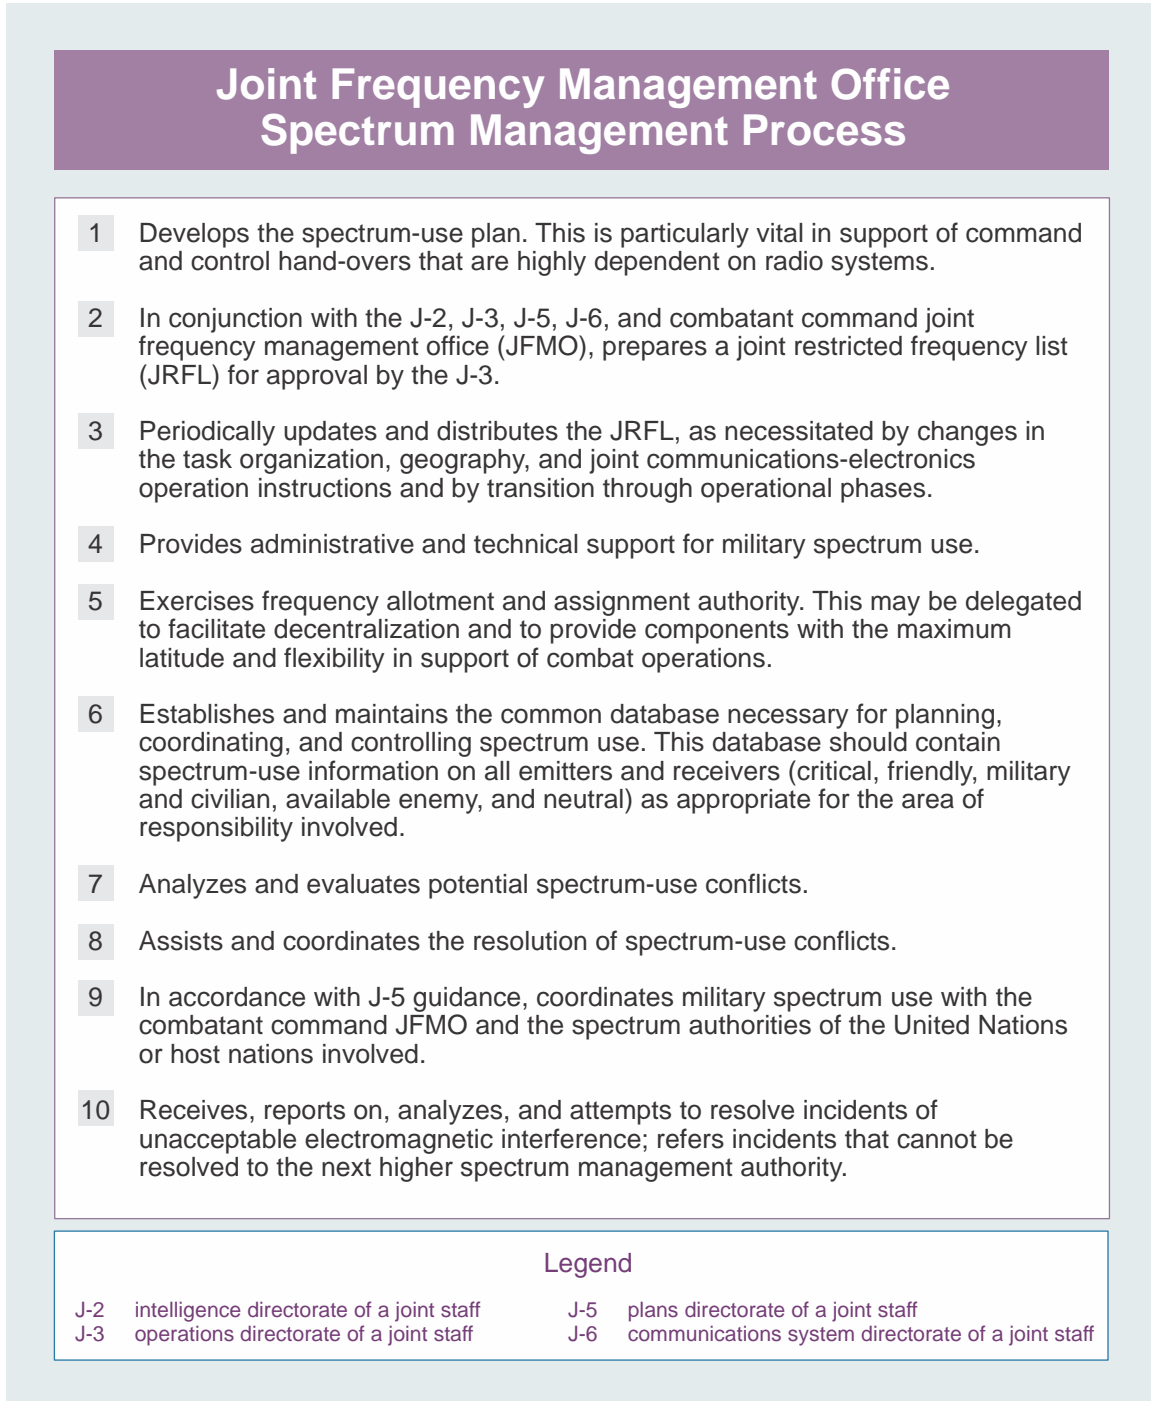 Joint Frequency Management Office
Spectrum Management Process
1 Develops the spectrum-use plan. This is particularly vital in support of command
and control hand-overs that are highly dependent on radio systems.
2 In conjunction with the J-2, J-3, J-5, J-6, and combatant command joint
frequency management office (JFMO), prepares a joint restricted frequency list
(JRFL) for approval by the J-3.
3 Periodically updates and distributes the JRFL, as necessitated by changes in
the task organization, geography, and joint communications-electronics
operation instructions and by transition through operational phases.
4 Provides administrative and technical support for military spectrum use.
5 Exercises frequency allotment and assignment authority. This may be delegated
to facilitate decentralization and to provide components with the maximum
latitude and flexibility in support of combat operations.
6 Establishes and maintains the common database necessary for planning,
coordinating, and controlling spectrum use. This database should contain
spectrum-use information on all emitters and receivers (critical, friendly, military
and civilian, available enemy, and neutral) as appropriate for the area of
responsibility involved.
7 Analyzes and evaluates potential spectrum-use conflicts.
8 Assists and coordinates the resolution of spectrum-use conflicts.
9 In accordance with J-5 guidance, coordinates military spectrum use with the
combatant command JFMO and the spectrum authorities of the United Nations
or host nations involved.
10 Receives, reports on, analyzes, and attempts to resolve incidents of
unacceptable electromagnetic interference; refers incidents that cannot be
resolved to the next higher spectrum management authority.
Legend
J-2 intelligence directorate of a joint staff
J-3 operations directorate of a joint staff
J-5 plans directorate of a joint staff
J-6 communications system directorate of a joint staff